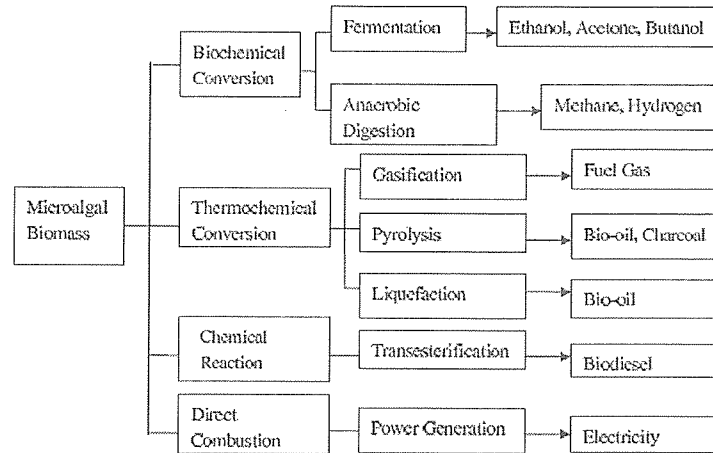 Fermentation
Ethanol, Acetone, Butanol
Biochemical
Conversion
Anaerobic
Digestion
Methane, Hydrogen
Gasification
Fuel Gas
Microalgal
Biomass
Thermochemical
Conversion
Pyrolysis
Bio-oil, Charcoal
Liquefaction
Bio-oil
Chemical
Reaction
Transesterification
Biodiesel
Direct
Combustion
Power Generation
Electricity